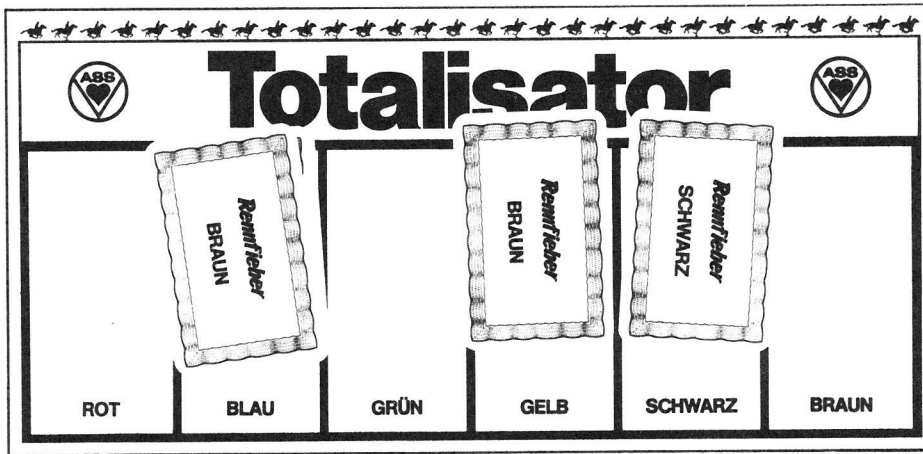 ASS
Totalisator
ASS
Rennfieber
BRAUN
Rennfieber
BRAUN
Rennfieber
SCHWARZ
ROT
BLAU
GRÜN
GELB
SCHWARZ
BRAUN